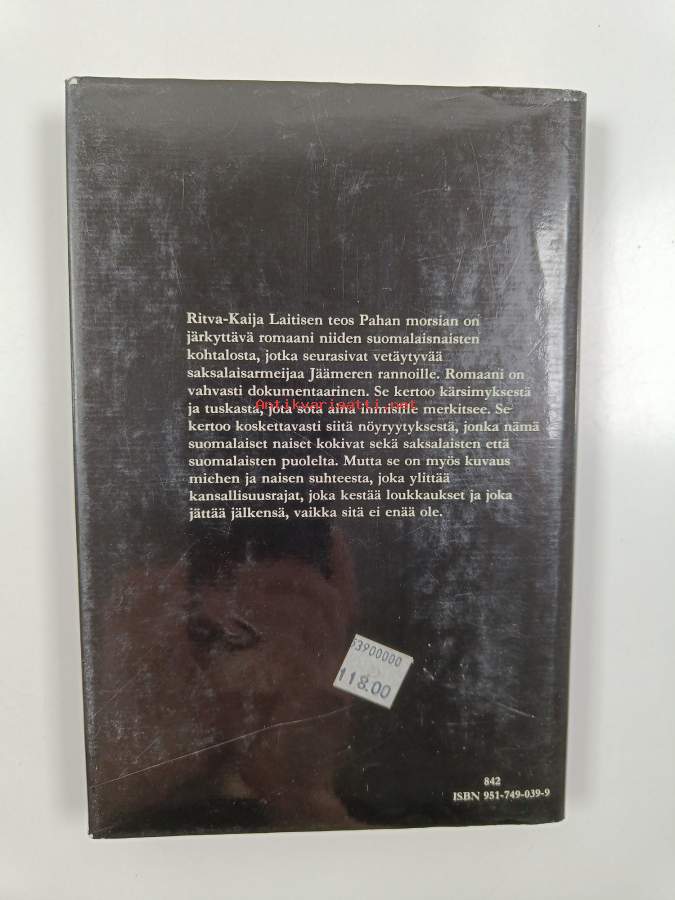 Ritva-Kaija Laitisen teos Pahan morsian on
järkyttävä romaani niiden suomalaisnaisten
kohtalosta, jotka seurasivat vetäytyvää
saksalaisarmeijaa Jäämeren rannoille. Romaani on
vahvasti dokumentaarinen. Se kertoo kärsimyksestä
Antikvariaatti.net
ja tuskasta, jota sota aina ihmisille merkitsee. Se
kertoo koskettavasti siitä nöyryytyksestä, jonka nämä
suomalaiset naiset kokivat sekä saksalaisten että
suomalaisten puolelta. Mutta se on myös kuvaus
miehen ja naisen suhteesta, joka ylittää
kansallisuusrajat, joka kestää loukkaukset ja joka
jättää jälkensä, vaikka sitä ei enää ole.
53900000
118.00
842
ISBN 951-749-039-9